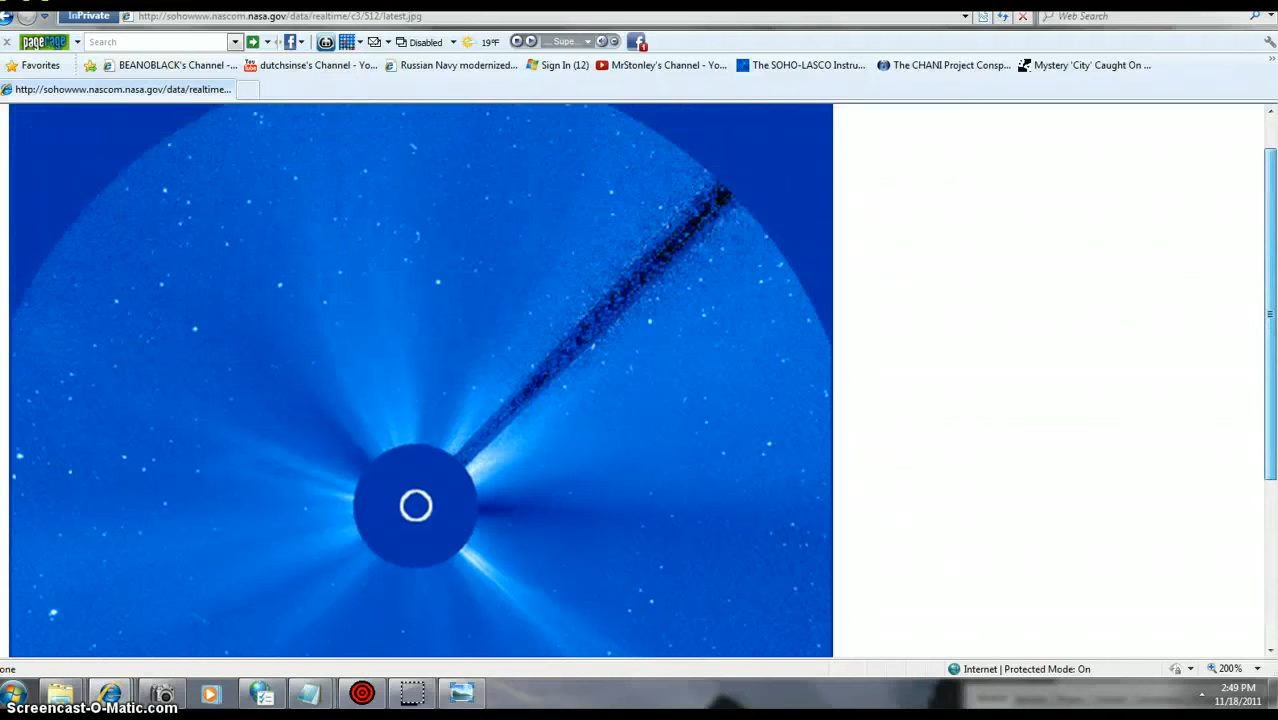 InPrivate http://sohowww.nascom.nasa.gov/data/realtime/c3/512/latest.jpg Web Search
x pagerage Search Disabled 19°F ... Supe... 1
Favorites BEANOBLACK's Channel -... dutchsinse's Channel - Yo... Russian Navy modernized... Sign In (12) MrStonley's Channel - Yo... The SOHO-LASCO Instru... The CHANI Project Consp... Mystery 'City' Caught On ...
http://sohowww.nascom.nasa.gov/data/realtime...
one Internet | Protected Mode: On 200%
2:49 PM
Screencast-O-Matic.com 11/18/2011